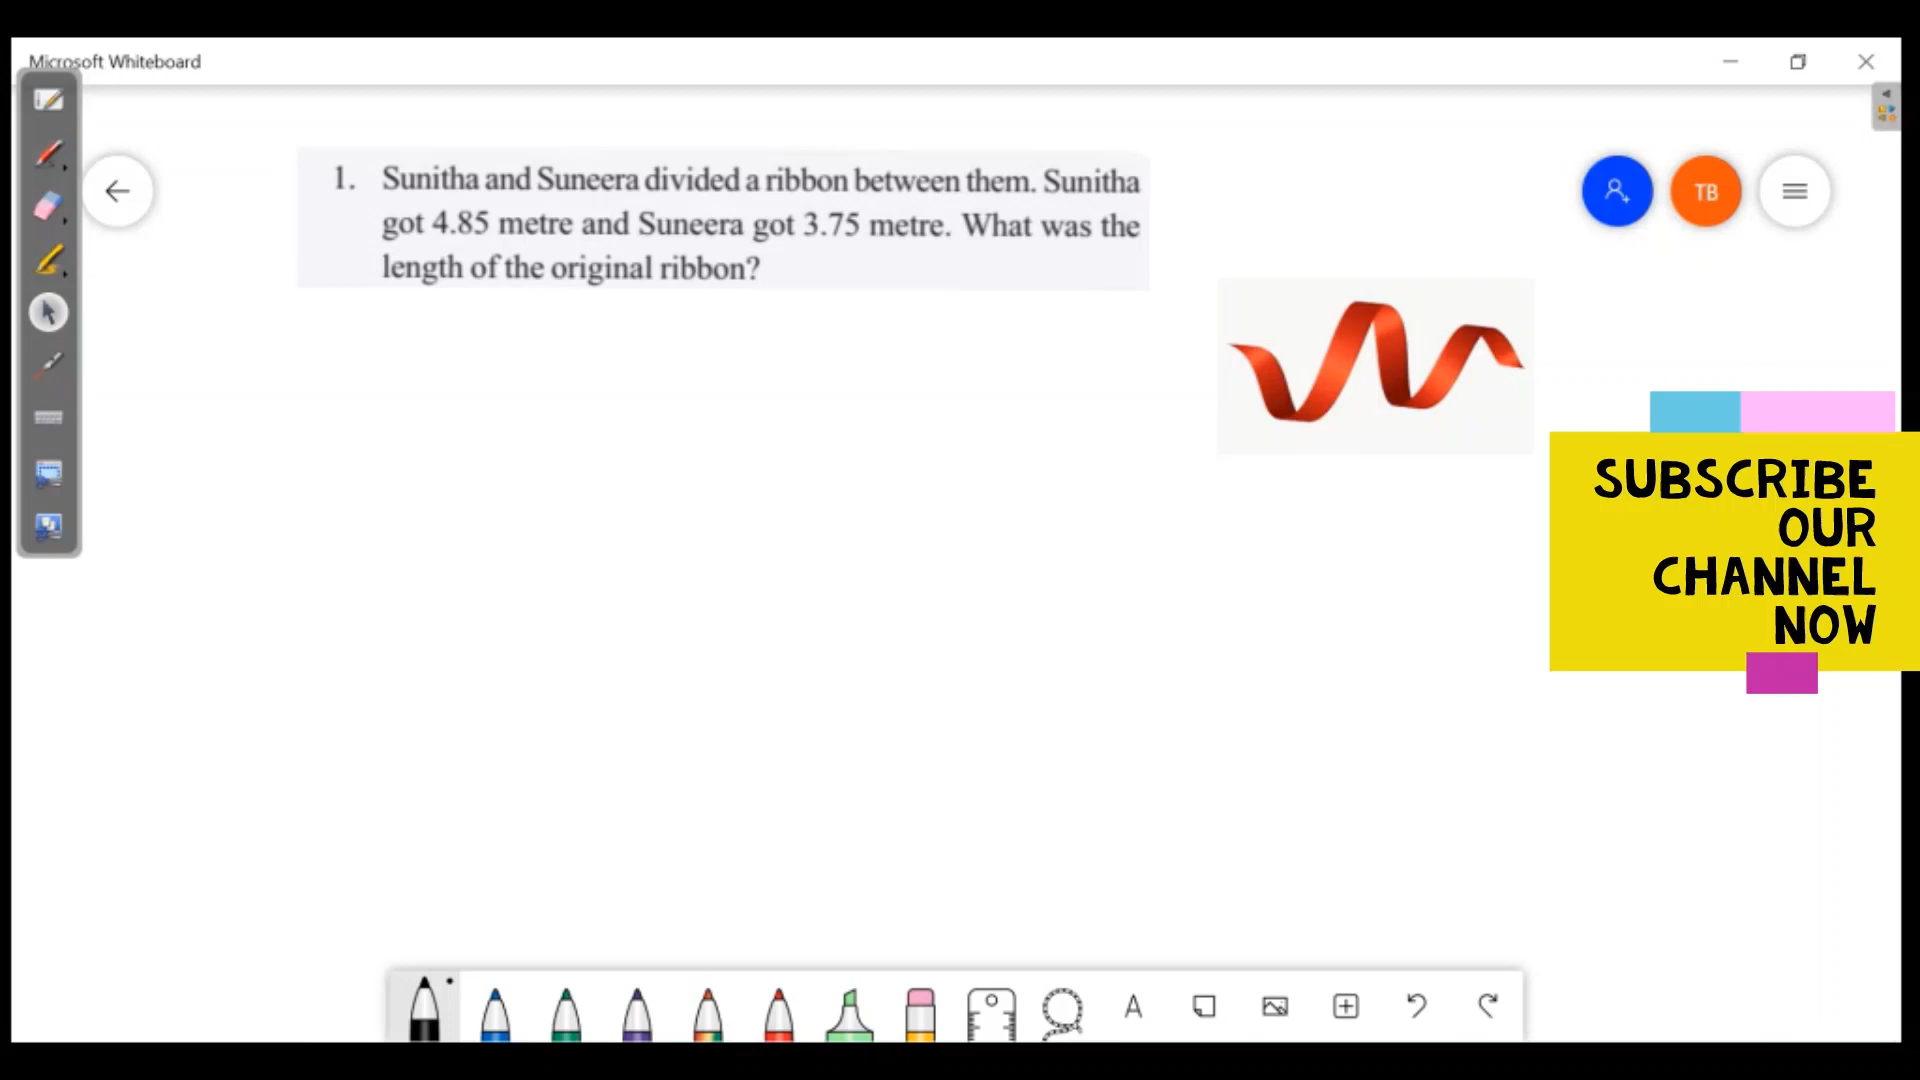 Microsoft Whiteboard
1. Sunitha and Suneera divided a ribbon between them. Sunitha
got 4.85 metre and Suneera got 3.75 metre. What was the
length of the original ribbon?
TB
SUBSCRIBE
OUR
CHANNEL
NOW
A